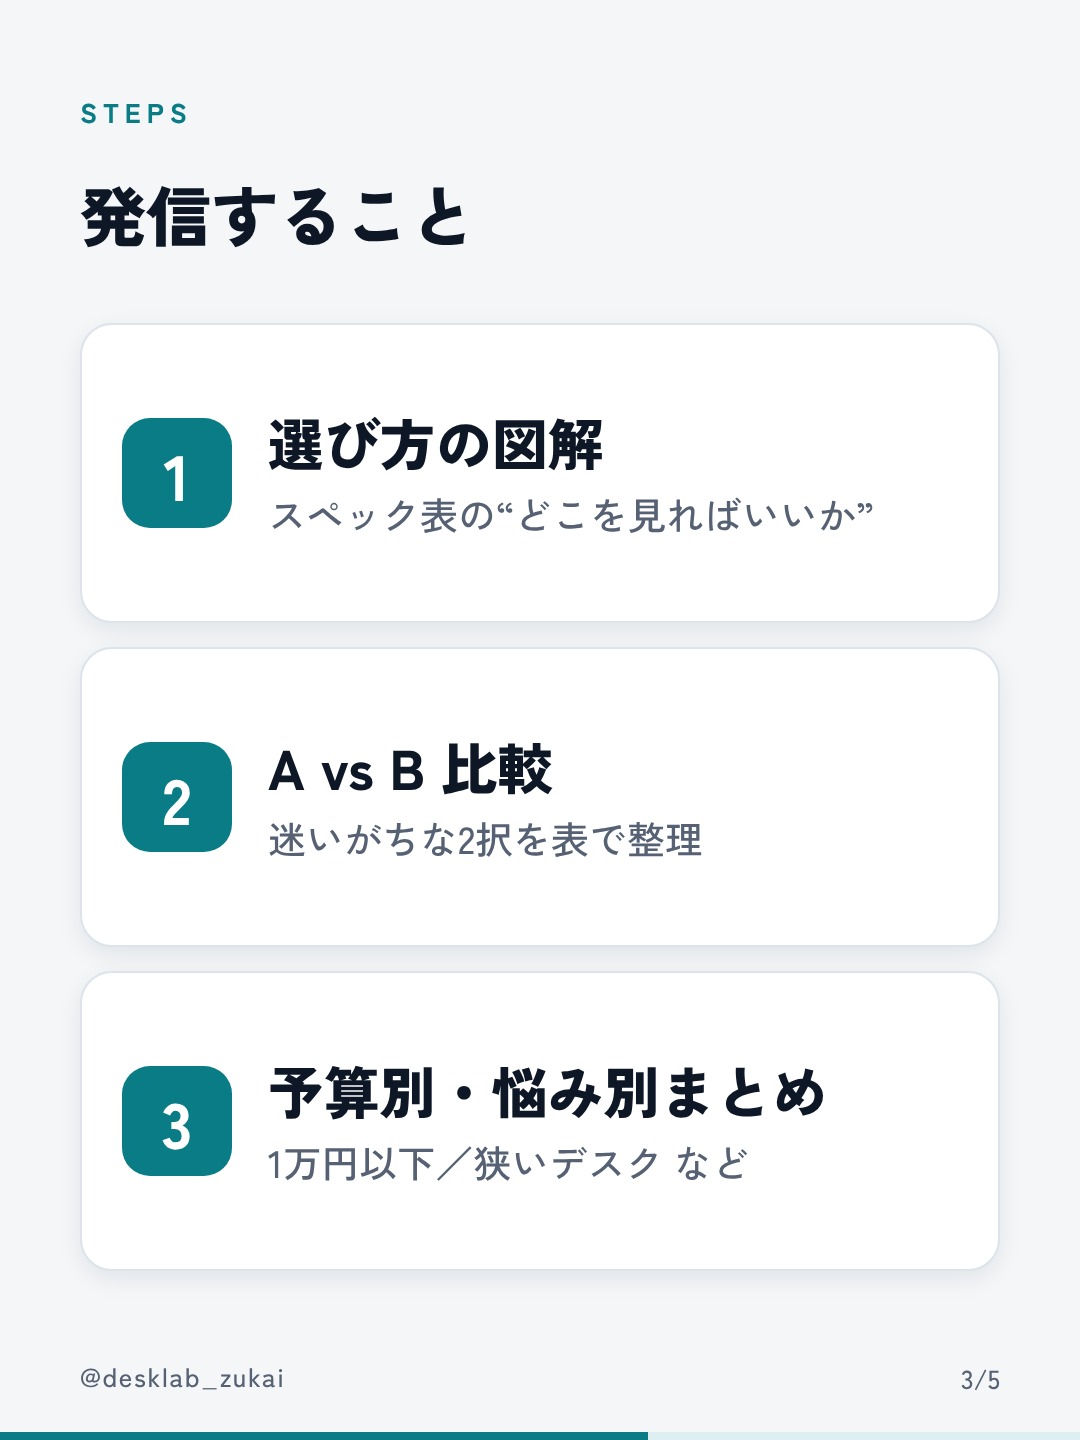 STEPS
発信すること
1
選び方の図解
スペック表の“どこを見ればいいか”
2
A vs B 比較
迷いがちな2択を表で整理
3
予算別・悩み別まとめ
1万円以下／狭いデスク など
@desklab_zukai
3/5